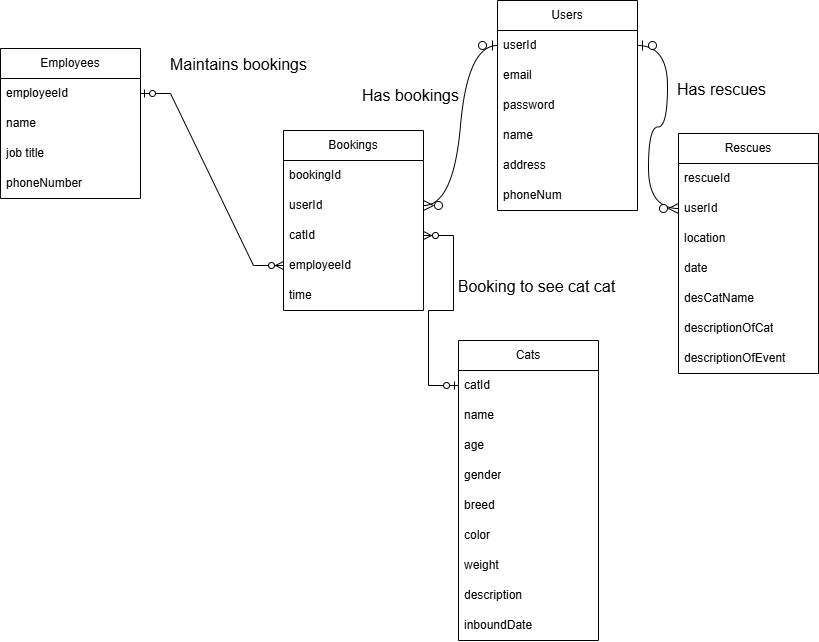 Users
userId
email
password
name
address
phoneNum
Employees
employeeId
name
job title
phoneNumber
Maintains bookings
Has bookings
Has rescues
Bookings
bookingId
userId
catId
employeeId
time
Rescues
rescueId
userId
location
date
desCatName
descriptionOfCat
descriptionOfEvent
Booking to see cat cat
Cats
catId
name
age
gender
breed
color
weight
description
inboundDate